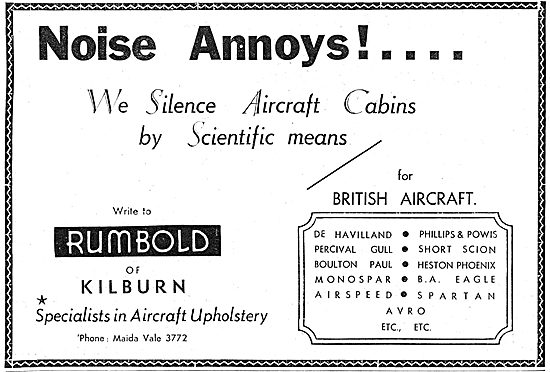 Noise Annoys!....
We Silence Aircraft Cabins
by Scientific means
for
BRITISH AIRCRAFT.
Write to
RUMBOLD
OF
KILBURN
*
Specialists in Aircraft Upholstery
'Phone: Maida Vale 3772
DE HAVILLAND ● PHILLIPS & POWIS
PERCIVAL GULL ● SHORT SCION
BOULTON PAUL ● HESTON PHOENIX
MONOSPAR ● B.A. EAGLE
AIRSPEED ● SPARTAN
AVRO
ETC., ETC.